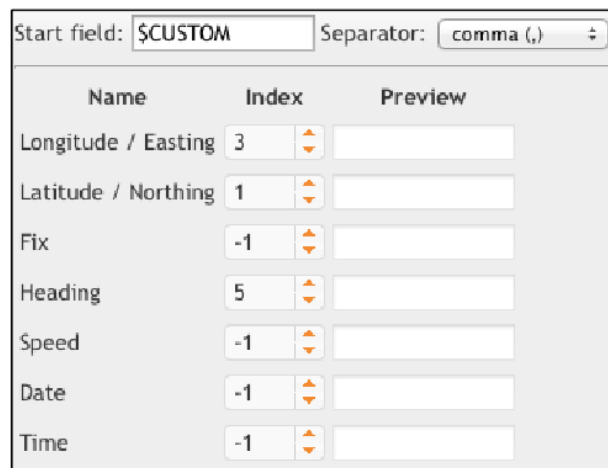 Start field: $CUSTOM Separator: comma (,)
Name Index Preview
Longitude / Easting 3
Latitude / Northing 1
Fix -1
Heading 5
Speed -1
Date -1
Time -1